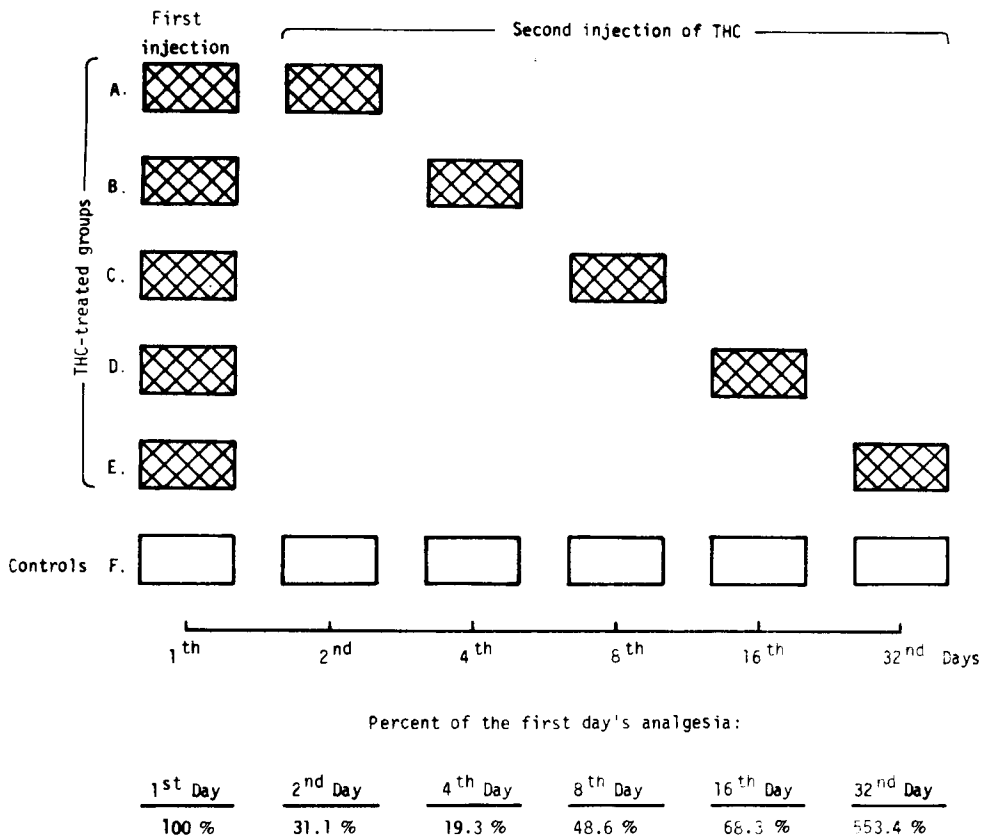 First
injection
Second injection of THC
THC-treated groups
A.
B.
C.
D.
E.
Controls F.
1th 2nd 4th 8th 16th 32nd Days
Percent of the first day's analgesia:
1st Day 2nd Day 4th Day 8th Day 16th Day 32nd Day
100 % 31.1 % 19.3 % 48.6 % 68.3 % 553.4 %